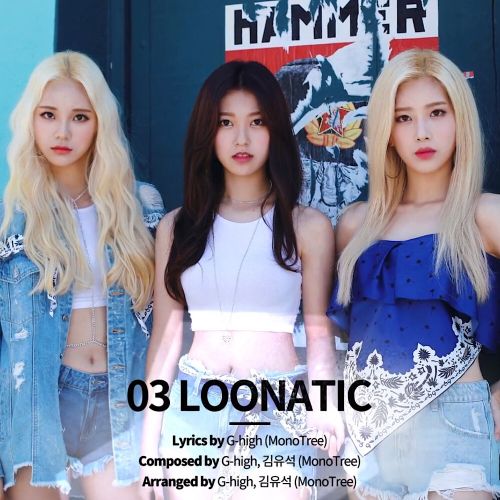 HAMMER
03 LOONATIC
Lyrics by G-high (MonoTree)
Composed by G-high, 김유석 (MonoTree)
Arranged by G-high, 김유석 (MonoTree)